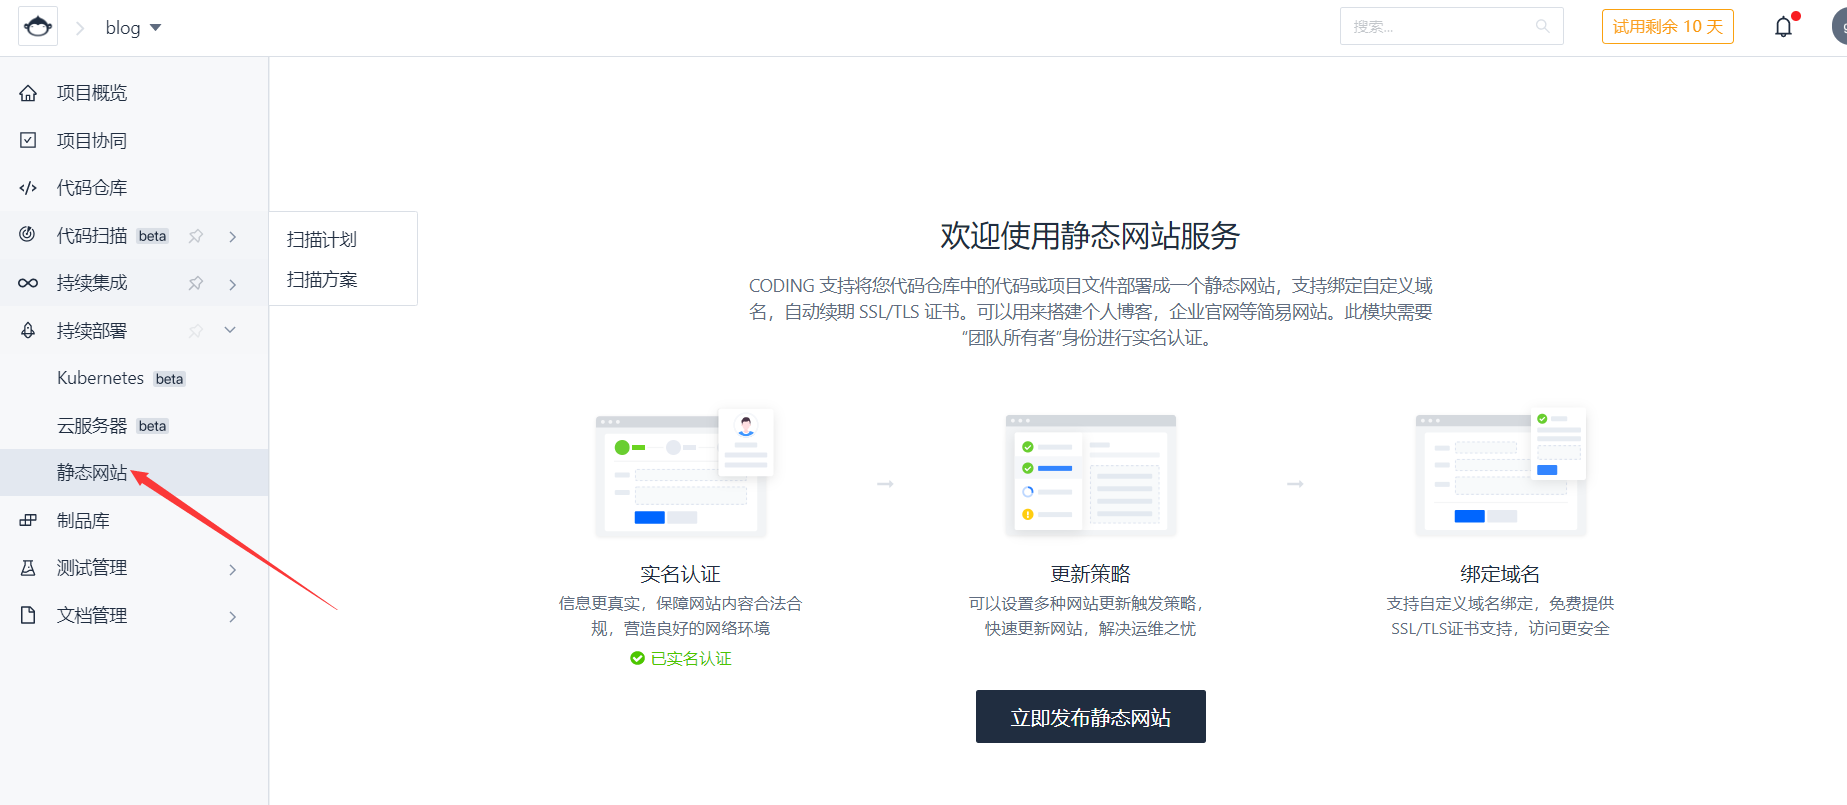 blog
搜索...
试用剩余 10 天
项目概览
项目协同
代码仓库
代码扫描 beta
持续集成
持续部署
Kubernetes beta
云服务器 beta
静态网站
制品库
测试管理
文档管理
扫描计划
扫描方案
欢迎使用静态网站服务
CODING 支持将您代码仓库中的代码或项目文件部署成一个静态网站，支持绑定自定义域
名，自动续期 SSL/TLS 证书。可以用来搭建个人博客，企业官网等简易网站。此模块需要
“团队所有者”身份进行实名认证。
实名认证
信息更真实，保障网站内容合法合
规，营造良好的网络环境
已实名认证
更新策略
可以设置多种网站更新触发策略，
快速更新网站，解决运维之忧
绑定域名
支持自定义域名绑定，免费提供
SSL/TLS证书支持，访问更安全
立即发布静态网站